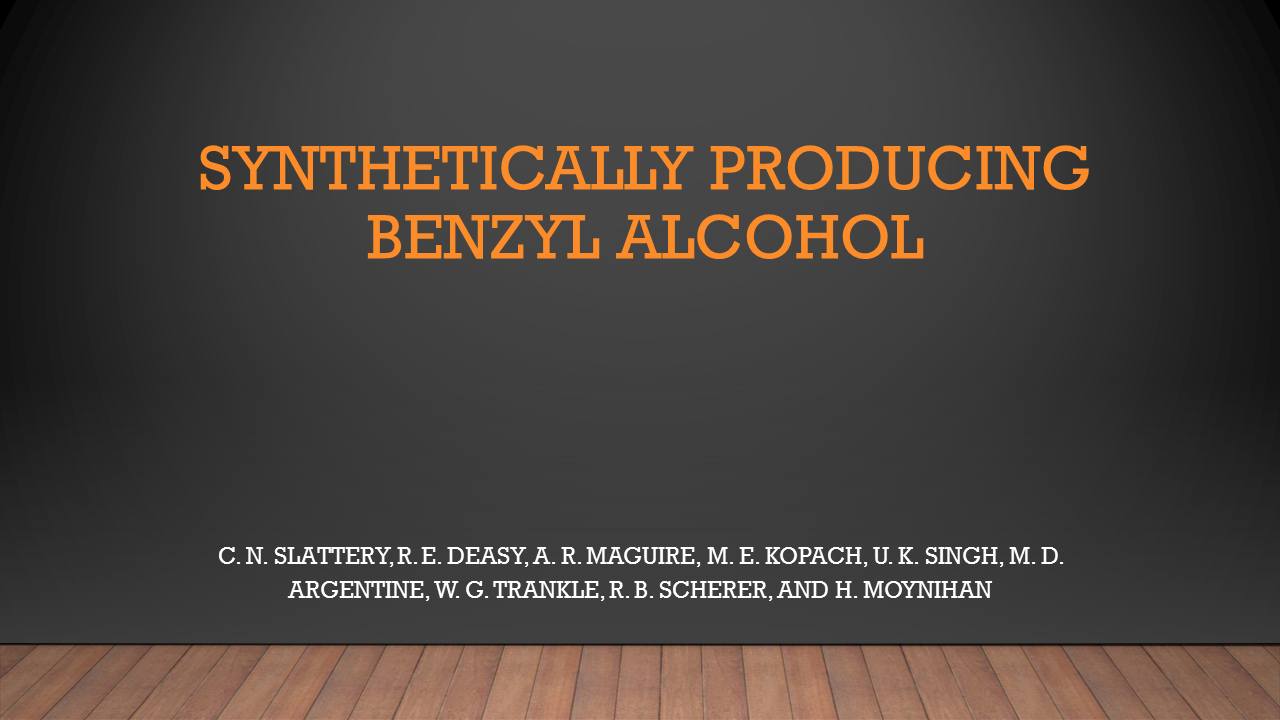 SYNTHETICALLY PRODUCING
BENZYL ALCOHOL
C. N. SLATTERY, R. E. DEASY, A. R. MAGUIRE, M. E. KOPACH, U. K. SINGH, M. D.
ARGENTINE, W. G. TRANKLE, R. B. SCHERER, AND H. MOYNIHAN